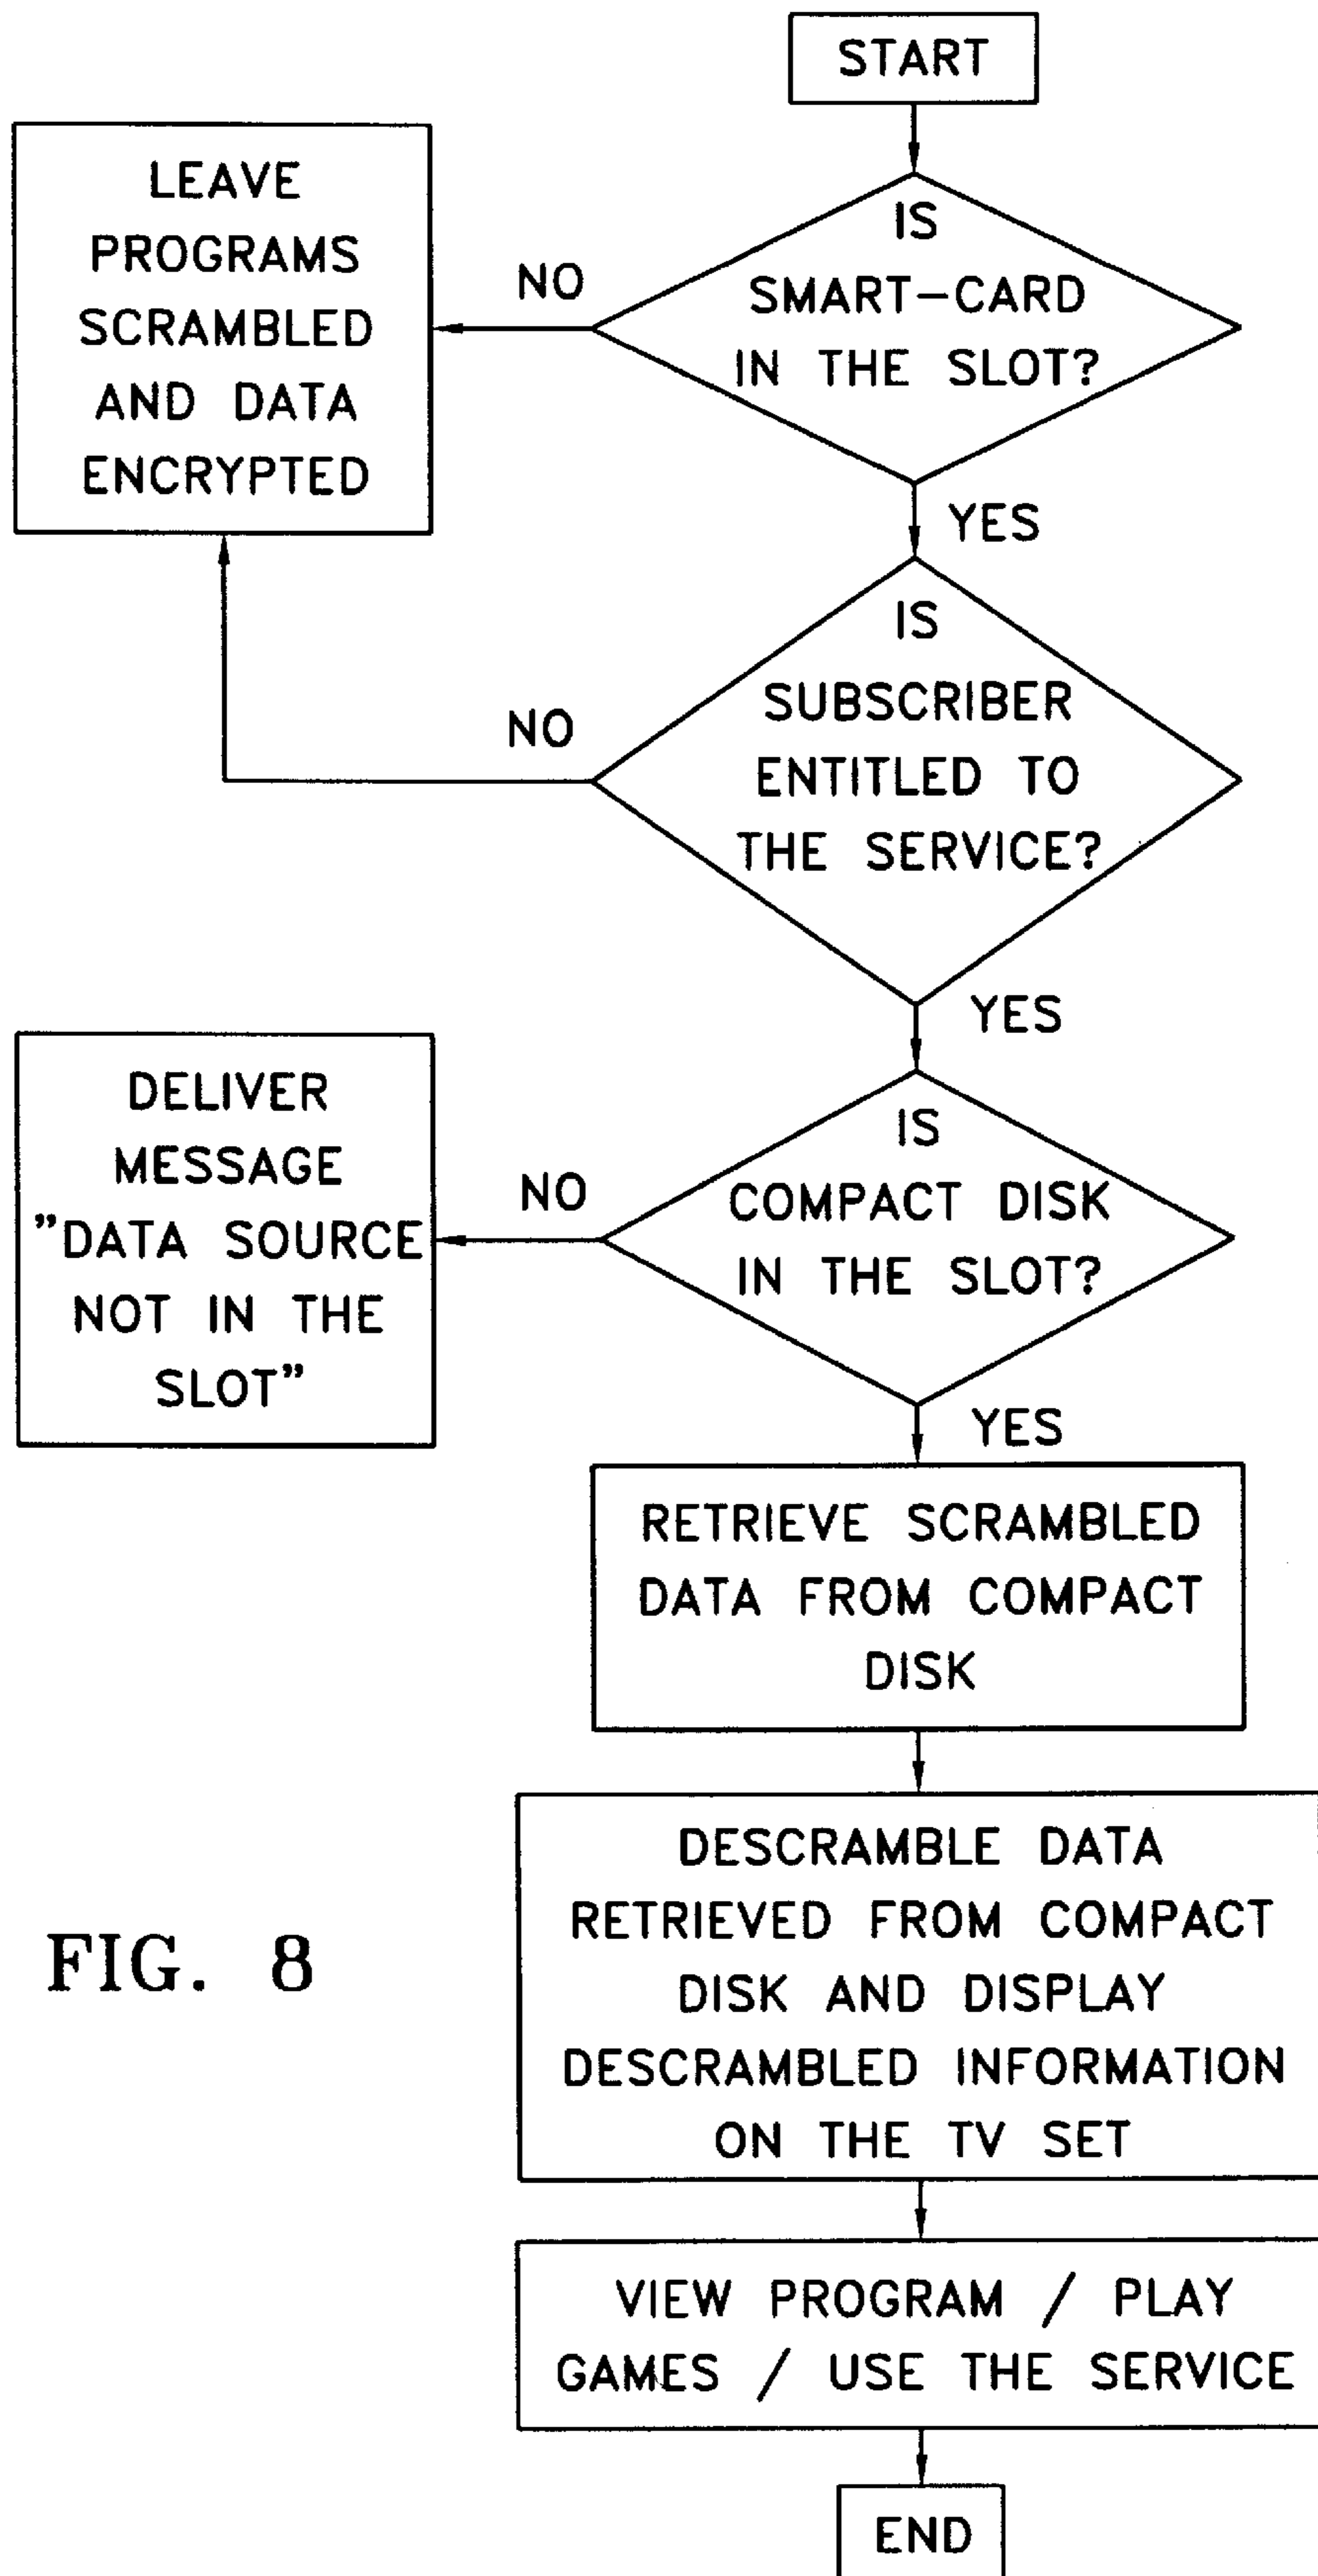 START
IS
SMART-CARD
IN THE SLOT?
NO
LEAVE
PROGRAMS
SCRAMBLED
AND DATA
ENCRYPTED
YES
IS
SUBSCRIBER
ENTITLED TO
THE SERVICE?
NO
YES
IS
COMPACT DISK
IN THE SLOT?
NO
DELIVER
MESSAGE
"DATA SOURCE
NOT IN THE
SLOT"
YES
RETRIEVE SCRAMBLED
DATA FROM COMPACT
DISK
DESCRAMBLE DATA
RETRIEVED FROM COMPACT
DISK AND DISPLAY
DESCRAMBLED INFORMATION
ON THE TV SET
VIEW PROGRAM / PLAY
GAMES / USE THE SERVICE
END
FIG. 8